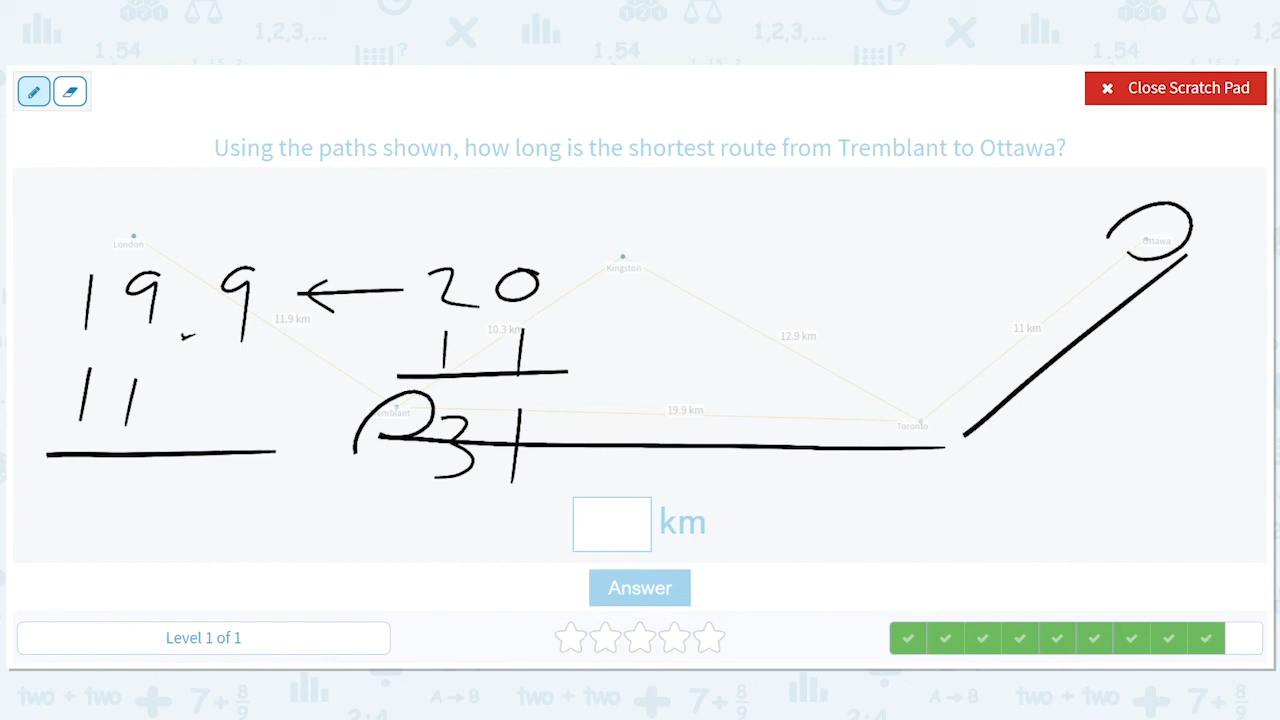 Close Scratch Pad
Using the paths shown, how long is the shortest route from Tremblant to Ottawa?
London
Kingston
Ottawa
19.9 ← 20
11.9 km
10.3 km
12.9 km
11 km
11
11
19.9 km
Toronto
31
km
Answer
Level 1 of 1